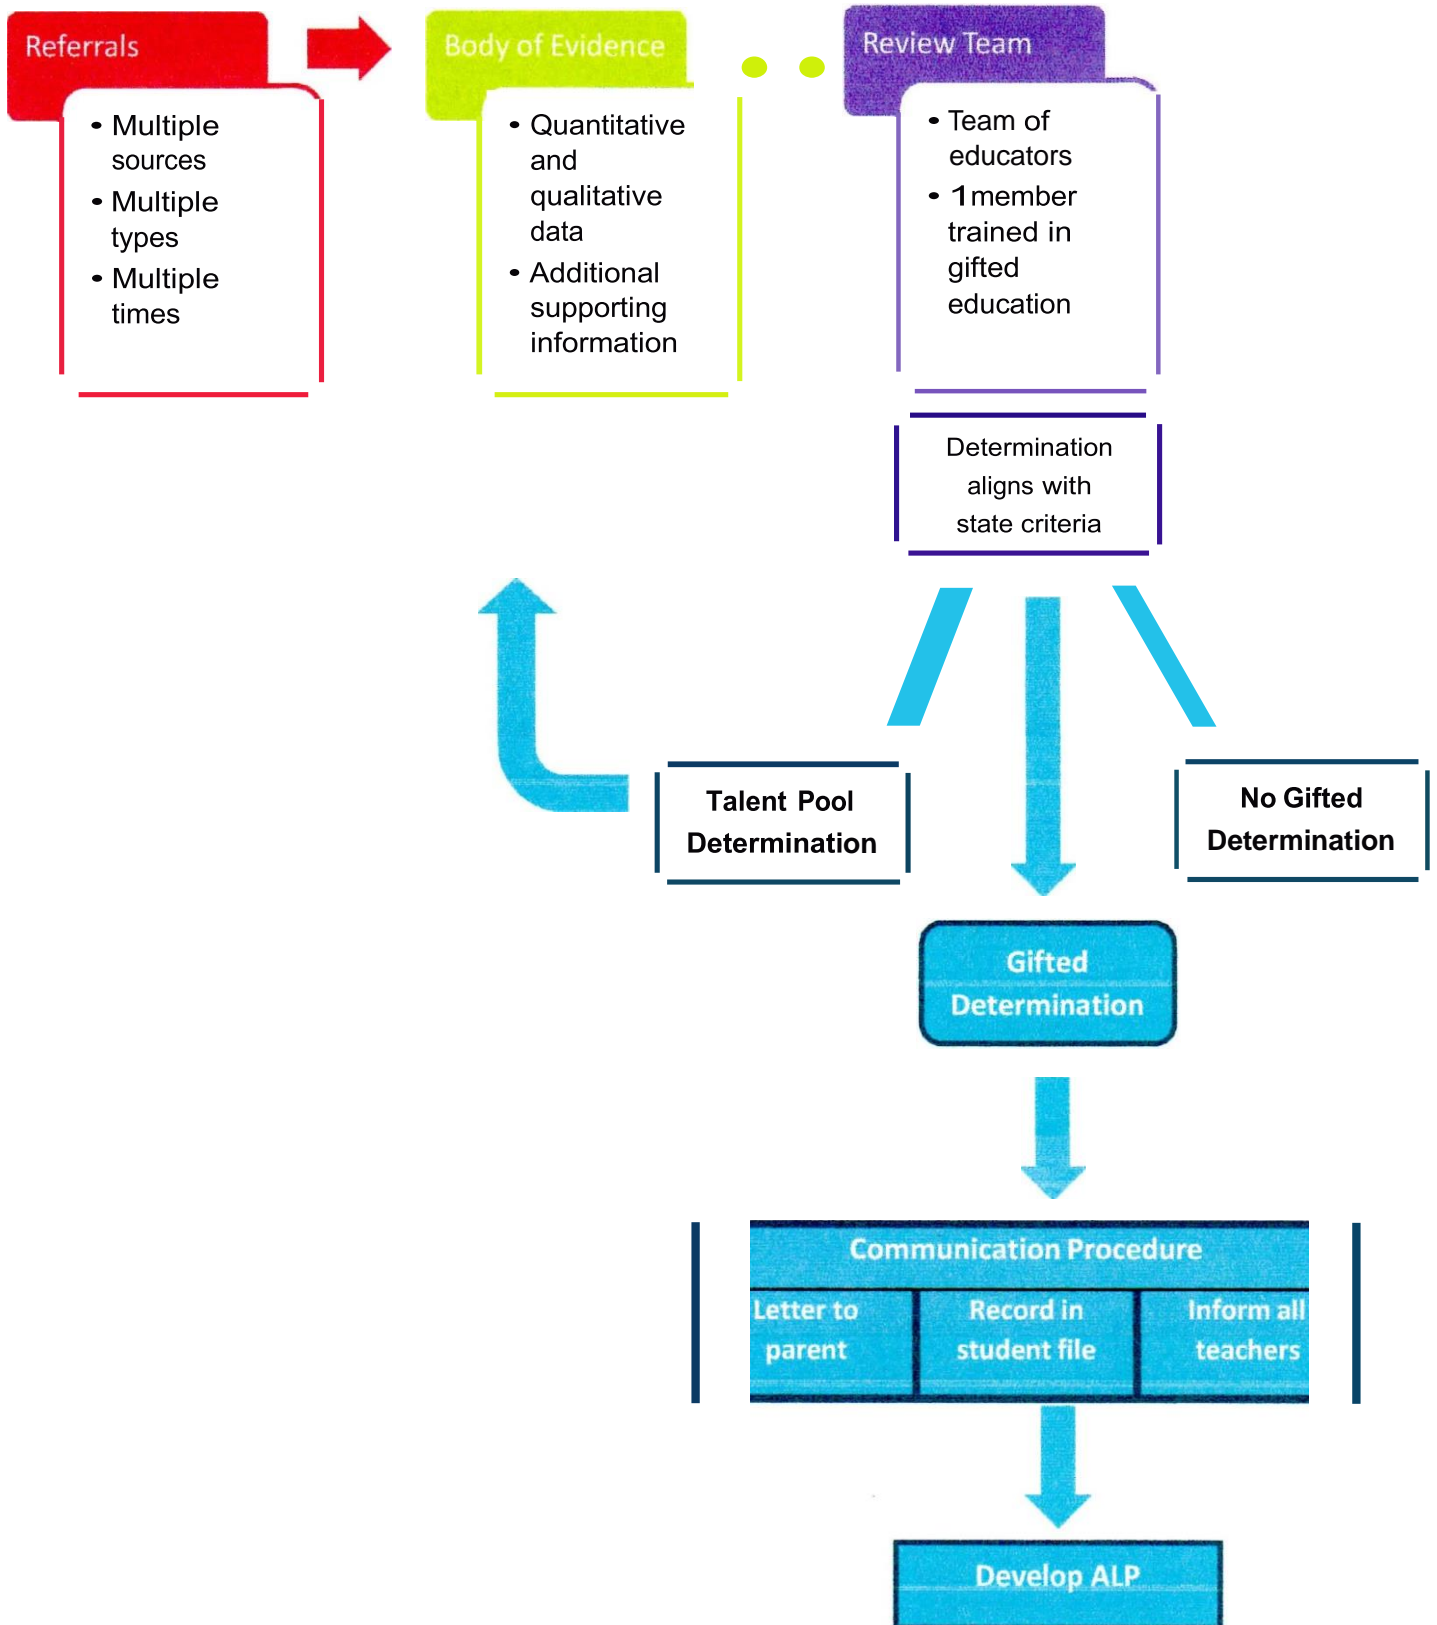 Referrals
• Multiple
sources
• Multiple
types
• Multiple
times
Body of Evidence
• Quantitative
and
qualitative
data
• Additional
supporting
information
Review Team
• Team of
educators
• 1member
trained in
gifted
education
Determination
aligns with
state criteria
Talent Pool
Determination
No Gifted
Determination
Gifted
Determination
Communication Procedure
Letter to
parent
Record in
student file
Inform all
teachers
Develop ALP